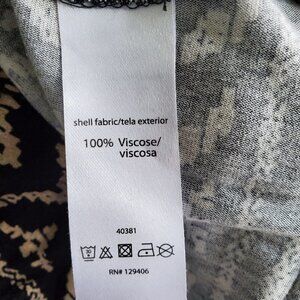 shell fabric/tela exterior
100% Viscose/
viscosa
40381
RN# 129406